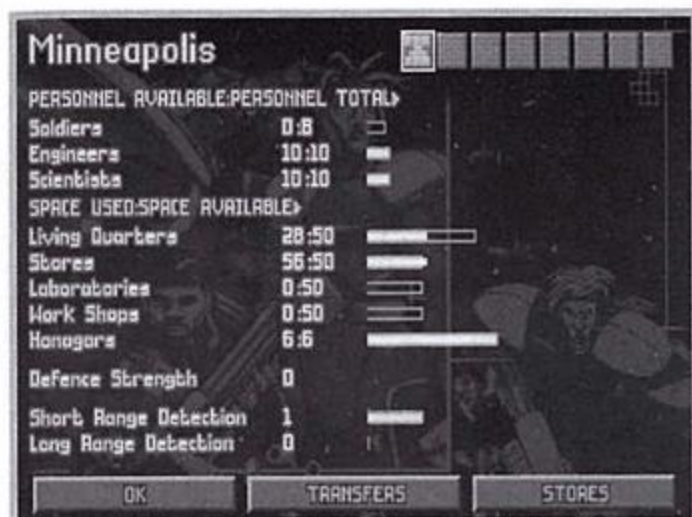 Minneapolis
PERSONNEL AVAILABLE:PERSONNEL TOTAL>
Soldiers 0:8
Engineers 10:10
Scientists 10:10
SPACE USED:SPACE AVAILABLE>
Living Quarters 28:50
Stores 56:50
Laboratories 0:50
Work Shops 0:50
Hanagars 6:6
Defence Strength 0
Short Range Detection 1
Long Range Detection 0
OK TRANSFERS STORES